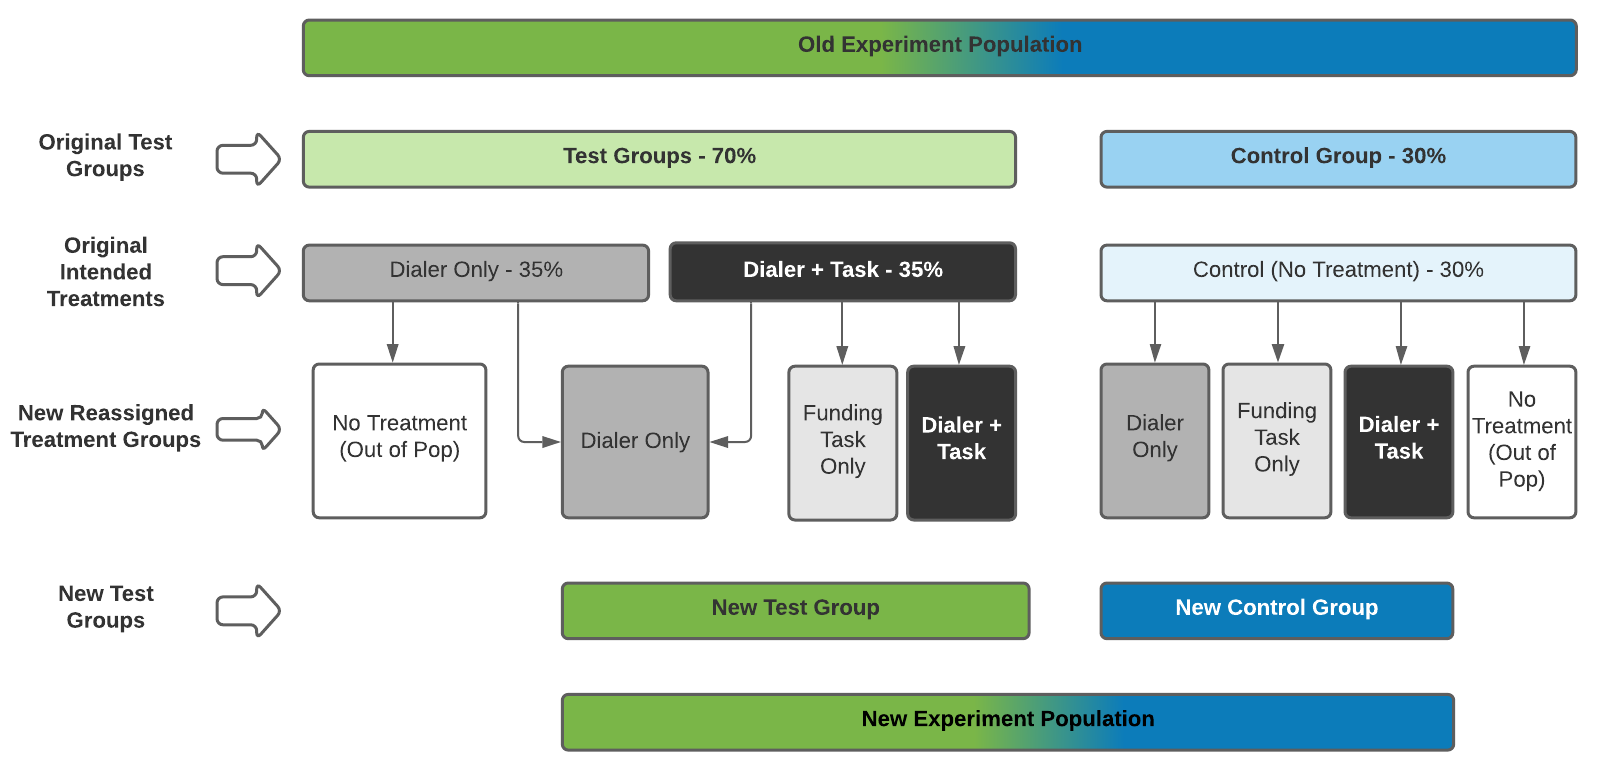 Old Experiment Population
Original Test
Groups
Test Groups - 70%
Control Group - 30%
Original
Intended
Treatments
Dialer Only - 35%
Dialer + Task - 35%
Control (No Treatment) - 30%
New Reassigned
Treatment Groups
No Treatment
(Out of Pop)
Dialer Only
Funding
Task
Only
Dialer +
Task
Dialer
Only
Funding
Task
Only
Dialer +
Task
No
Treatment
(Out of
Pop)
New Test
Groups
New Test Group
New Control Group
New Experiment Population